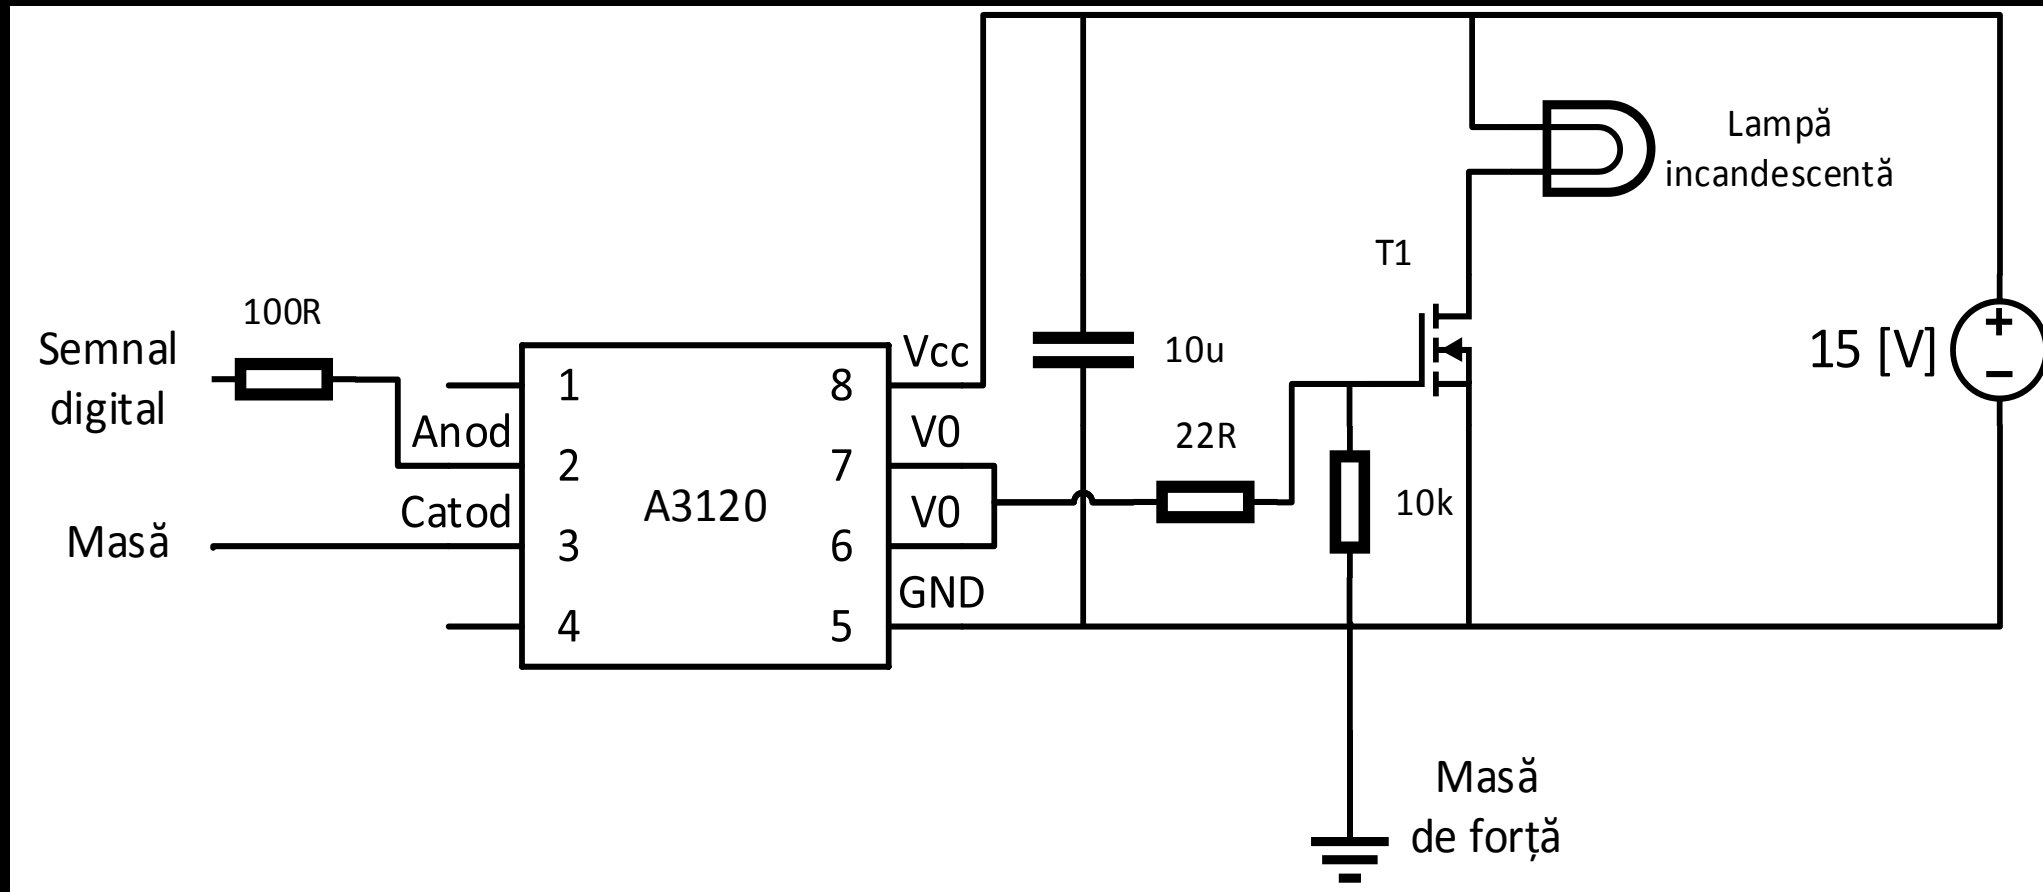 Lampă
incandescentă
T1
100R
Semnal
digital
Vcc
10u
15 [V]
1
8
Anod
V0
22R
2
7
A3120
Catod
V0
10k
Masă
3
6
GND
4
5
Masă
de forță